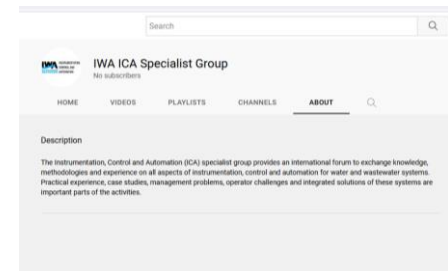 Search
IWA ICA Specialist Group
No subscribers
HOME VIDEOS PLAYLISTS CHANNELS ABOUT
Description
The Instrumentation, Control and Automation (ICA) specialist group provides an international forum to exchange knowledge,
methodologies and experience on all aspects of instrumentation, control and automation for water and wastewater systems.
Practical experience, case studies, management problems, operator challenges and integrated solutions of these systems are
important parts of the activities.